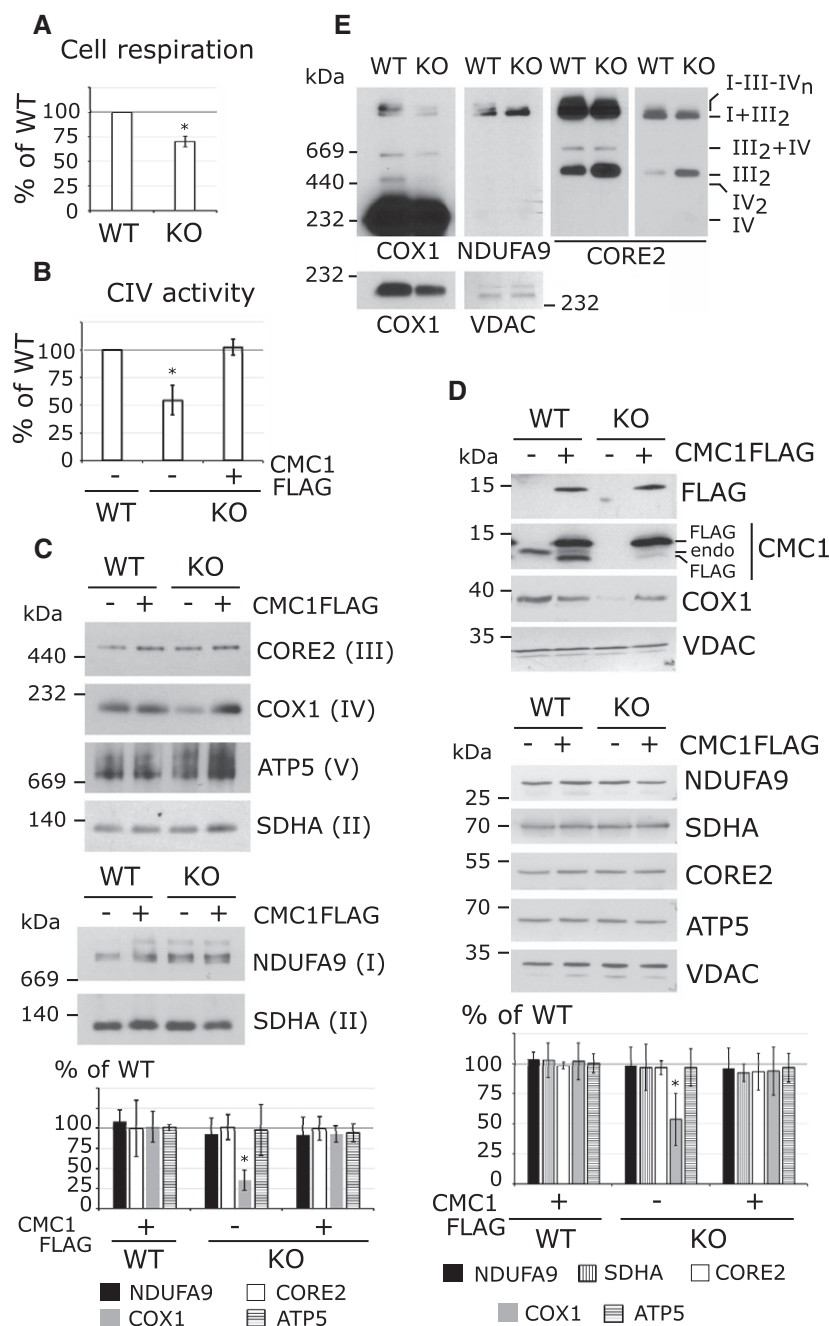 A
Cell respiration
% of WT
100
75
50
25
0
*
WT KO
B
CIV activity
% of WT
100
75
50
25
0
*
- - +
CMC1
FLAG
WT KO
C
WT KO
kDa - + - + CMC1FLAG
440 CORE2 (III)
232
COX1 (IV)
ATP5 (V)
669
140
SDHA (II)
WT KO
kDa - + - + CMC1FLAG
NDUFA9 (I)
669
140
SDHA (II)
% of WT
100
75
50
25
0
*
CMC1
FLAG
+ - +
WT KO
NDUFA9 CORE2
COX1 ATP5
E
kDa
WT KO WT KO WT KO WT KO
669
440
232
I-III-IVn
I+III2
III2+IV
III2
IV2
IV
COX1 NDUFA9 CORE2
232
232
COX1 VDAC
D
WT KO
kDa - + - + CMC1FLAG
15 FLAG
15
FLAG
endo
FLAG
CMC1
40
COX1
35
VDAC
WT KO
kDa - + - + CMC1FLAG
NDUFA9
25
70 SDHA
55
CORE2
70
ATP5
35
VDAC
% of WT
100
75
50
25
0
*
CMC1
FLAG
+ - +
WT KO
NDUFA9 SDHA CORE2
COX1 ATP5